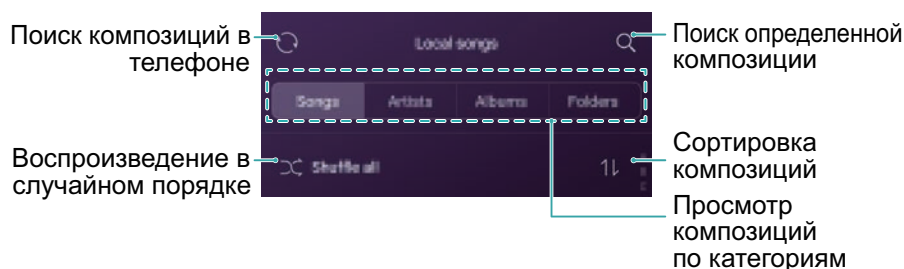 Поиск композиций в
телефоне
Local songs
Поиск определенной
композиции
Songs Artists Albums Folders
Воспроизведение в
случайном порядке
Shuffle all
Сортировка
композиций
Просмотр
композиций
по категориям